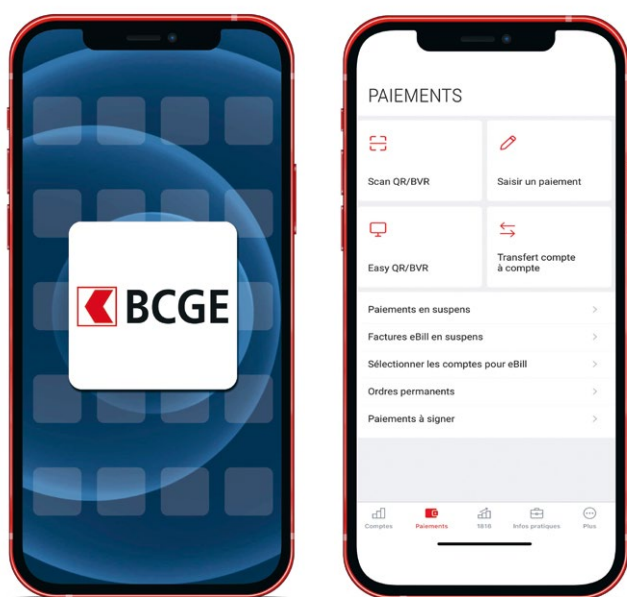 BCGE
PAIEMENTS
Scan QR/BVR
Saisir un paiement
Easy QR/BVR
Transfert compte
à compte
Paiements en suspens
Factures eBill en suspens
Sélectionner les comptes pour eBill
Ordres permanents
Paiements à signer
Comptes
Paiements
1816
Infos pratiques
Plus